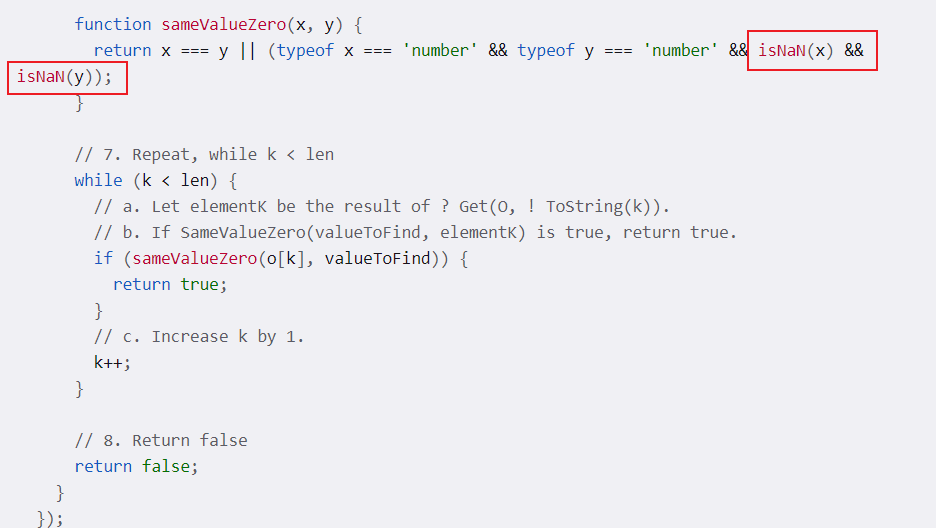 function sameValueZero(x, y) {
return x === y || (typeof x === 'number' && typeof y === 'number' && isNaN(x) &&
isNaN(y));
}
// 7. Repeat, while k < len
while (k < len) {
// a. Let elementK be the result of ? Get(O, ! ToString(k)).
// b. If SameValueZero(valueToFind, elementK) is true, return true.
if (sameValueZero(o[k], valueToFind)) {
return true;
}
// c. Increase k by 1.
k++;
}
// 8. Return false
return false;
}
});